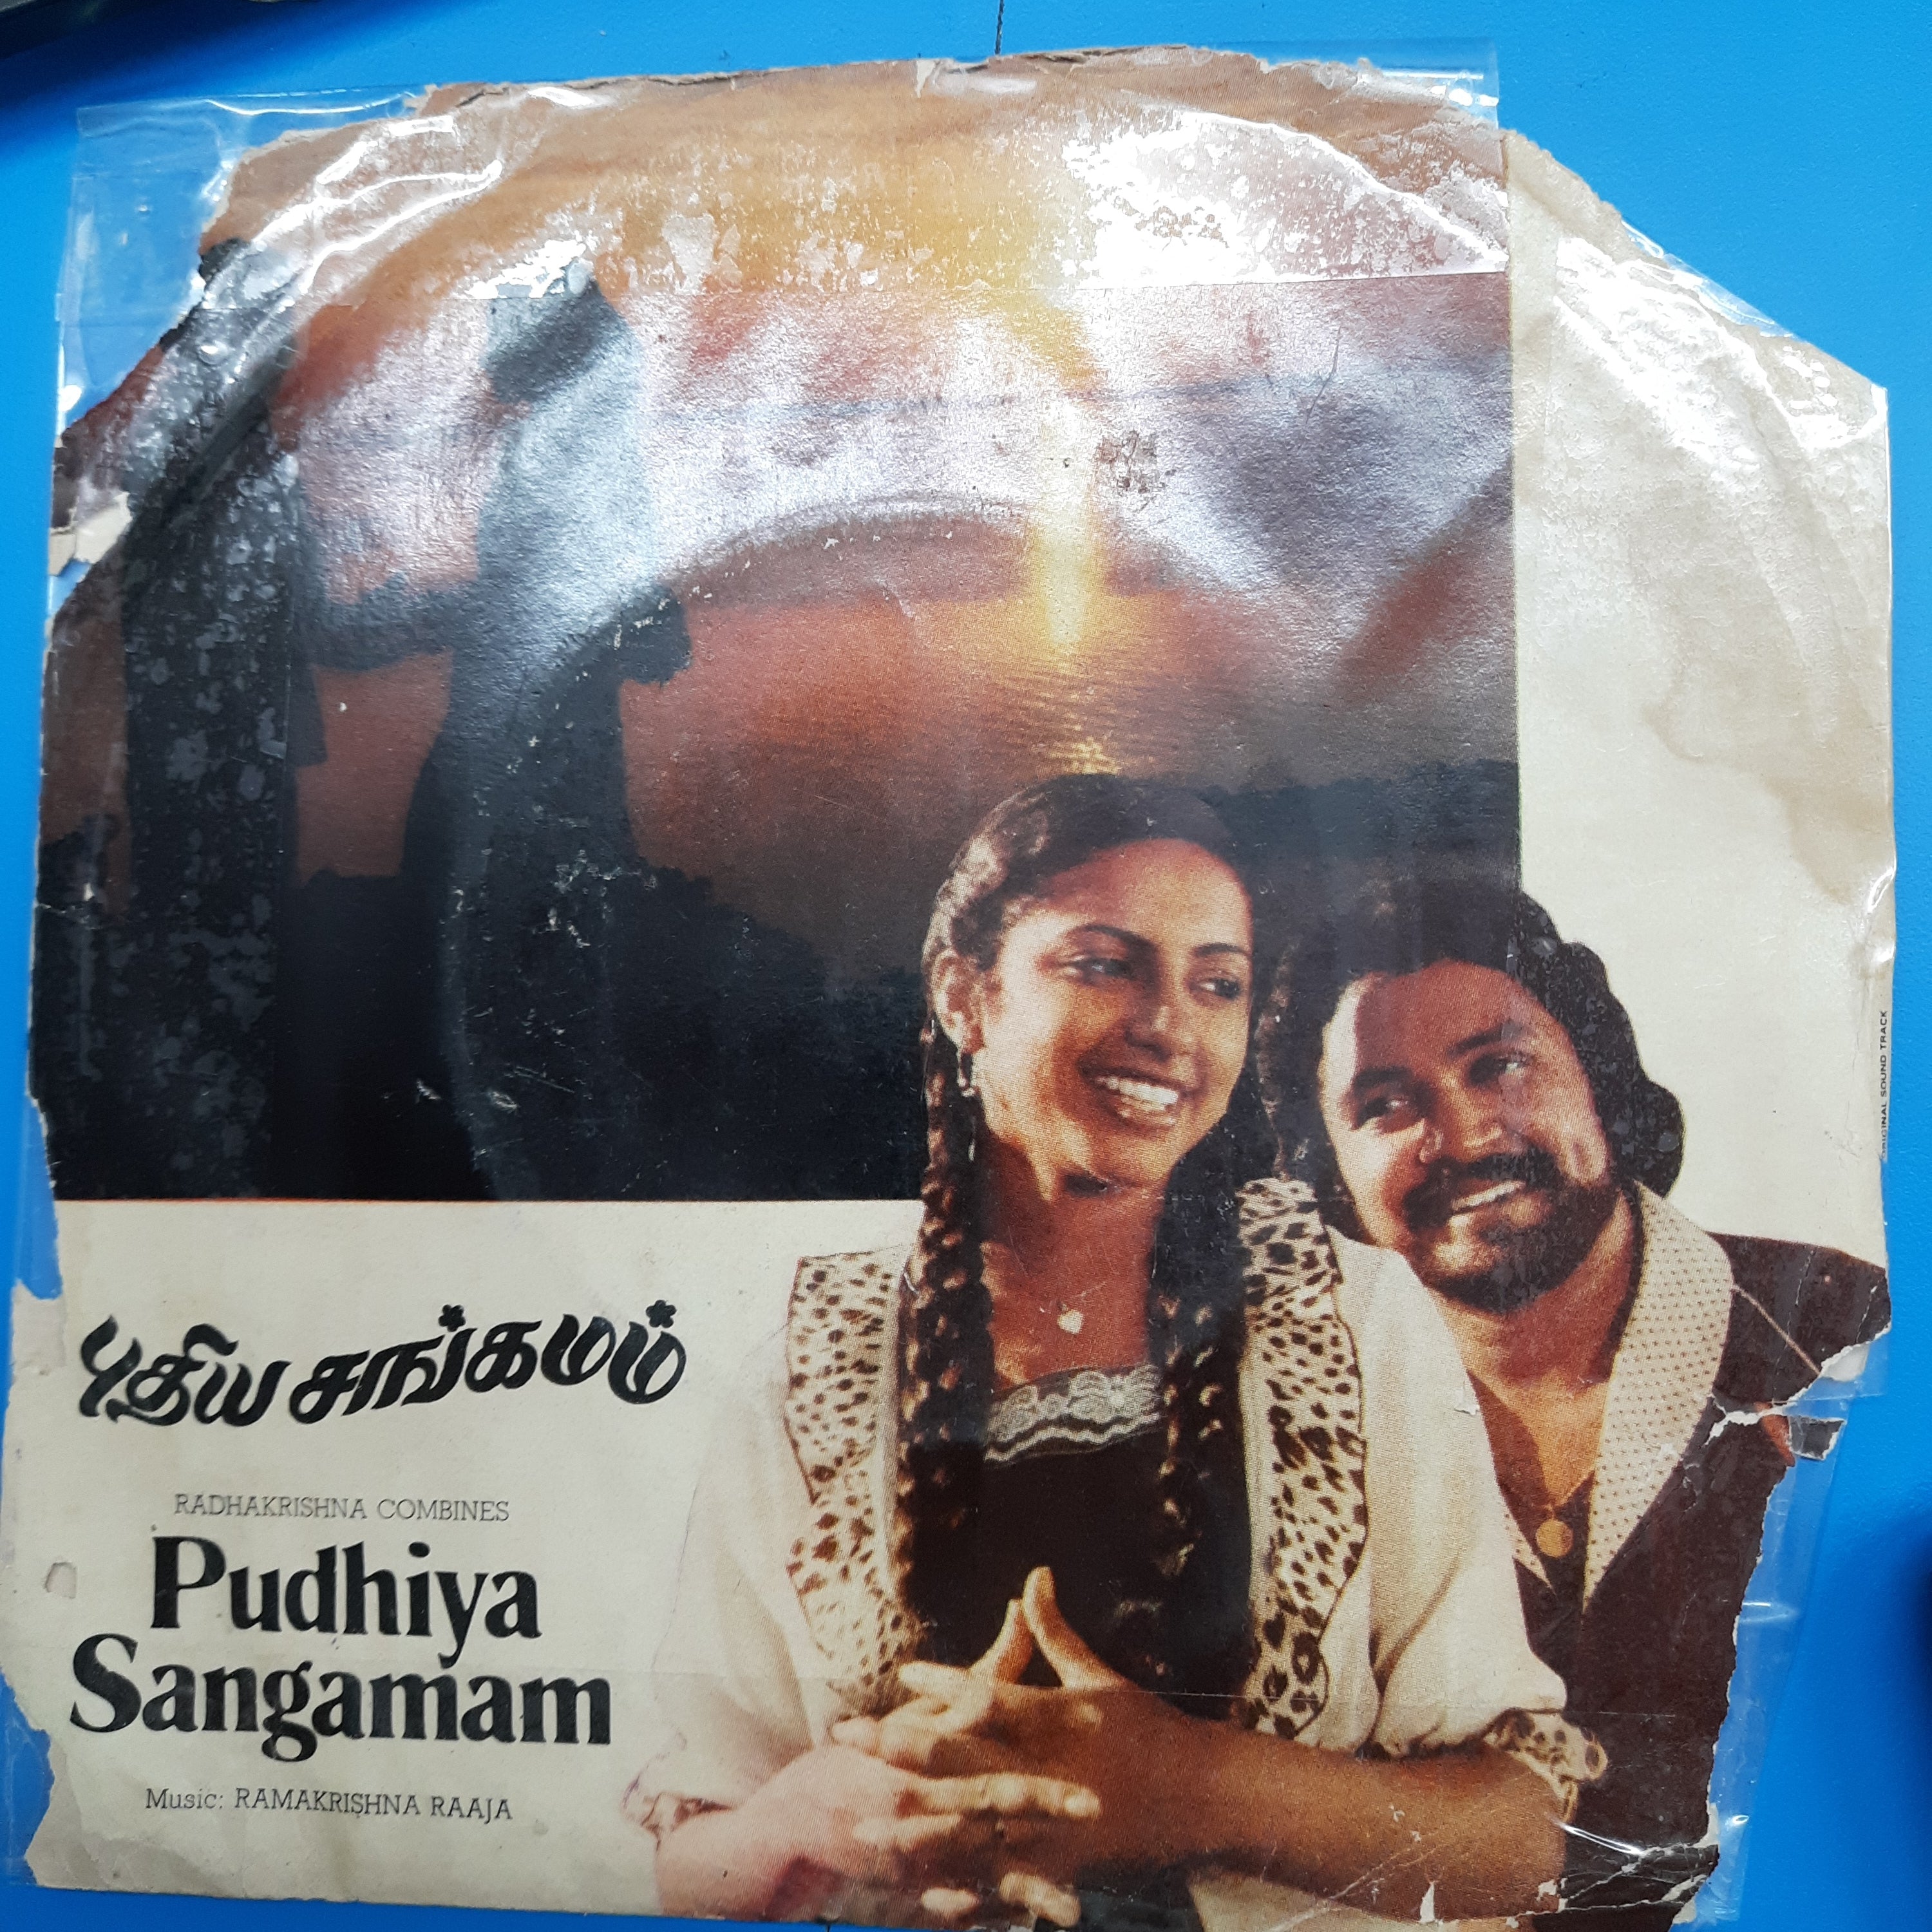 ORIGINAL SOUND TRACK
புதிய சங்கமம்
RADHAKRISHNA COMBINES
Pudhiya
Sangamam
Music: RAMAKRISHNA RAAJA